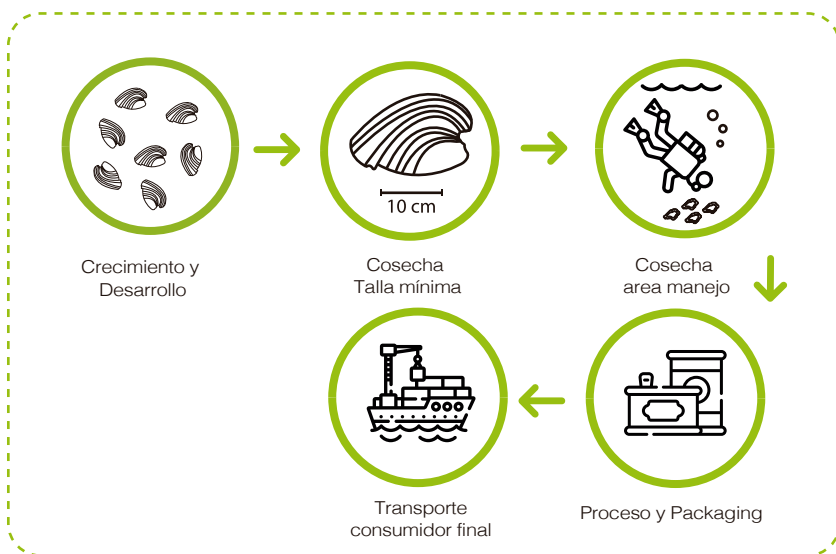 10 cm
Crecimiento y
Desarrollo
Cosecha
Talla mínima
Cosecha
area manejo
Proceso y Packaging
Transporte
consumidor final